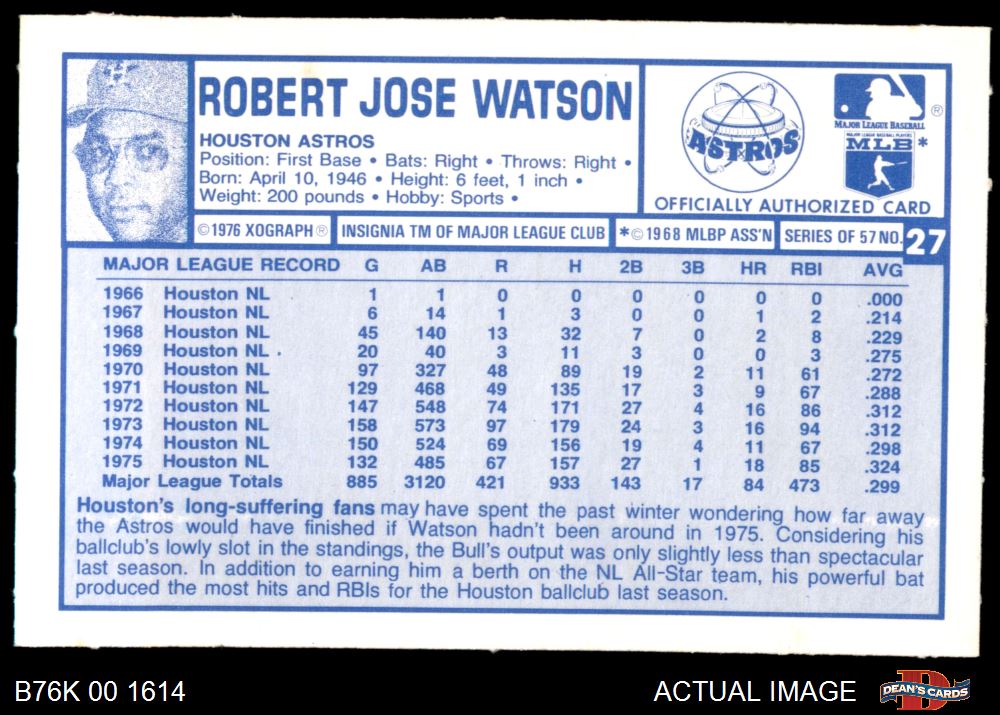 ROBERT JOSE WATSON
HOUSTON ASTROS
Position: First Base • Bats: Right • Throws: Right •
Born: April 10, 1946 • Height: 6 feet, 1 inch •
Weight: 200 pounds • Hobby: Sports •
ASTROS
MAJOR LEAGUE BASEBALL
®
MAJOR LEAGUE BASEBALL PLAYERS
MLB*
OFFICIALLY AUTHORIZED CARD
©1976 XOGRAPH® INSIGNIA TM OF MAJOR LEAGUE CLUB *©1968 MLBP ASS'N SERIES OF 57 NO. 27
MAJOR LEAGUE RECORD G AB R H 2B 3B HR RBI AVG
1966 Houston NL 1 1 0 0 0 0 0 0 .000
1967 Houston NL 6 14 1 3 0 0 1 2 .214
1968 Houston NL 45 140 13 32 7 0 2 8 .229
1969 Houston NL 20 40 3 11 3 0 0 3 .275
1970 Houston NL 97 327 48 89 19 2 11 61 .272
1971 Houston NL 129 468 49 135 17 3 9 67 .288
1972 Houston NL 147 548 74 171 27 4 16 86 .312
1973 Houston NL 158 573 97 179 24 3 16 94 .312
1974 Houston NL 150 524 69 156 19 4 11 67 .298
1975 Houston NL 132 485 67 157 27 1 18 85 .324
Major League Totals 885 3120 421 933 143 17 84 473 .299
Houston's long-suffering fans may have spent the past winter wondering how far away
the Astros would have finished if Watson hadn't been around in 1975. Considering his
ballclub's lowly slot in the standings, the Bull's output was only slightly less than spectacular
last season. In addition to earning him a berth on the NL All-Star team, his powerful bat
produced the most hits and RBIs for the Houston ballclub last season.
B76K 00 1614
ACTUAL IMAGE
DEAN'S CARDS